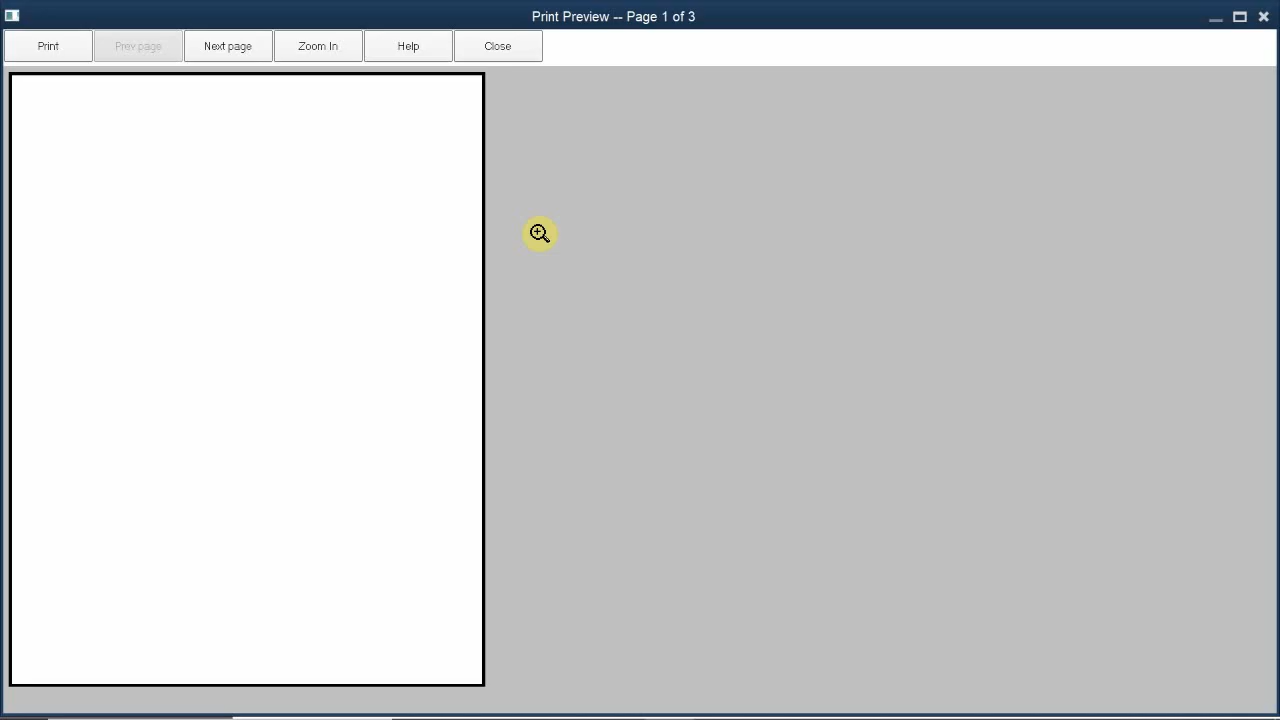 Print Preview -- Page 1 of 3
Print
Prev page
Next page
Zoom In
Help
Close